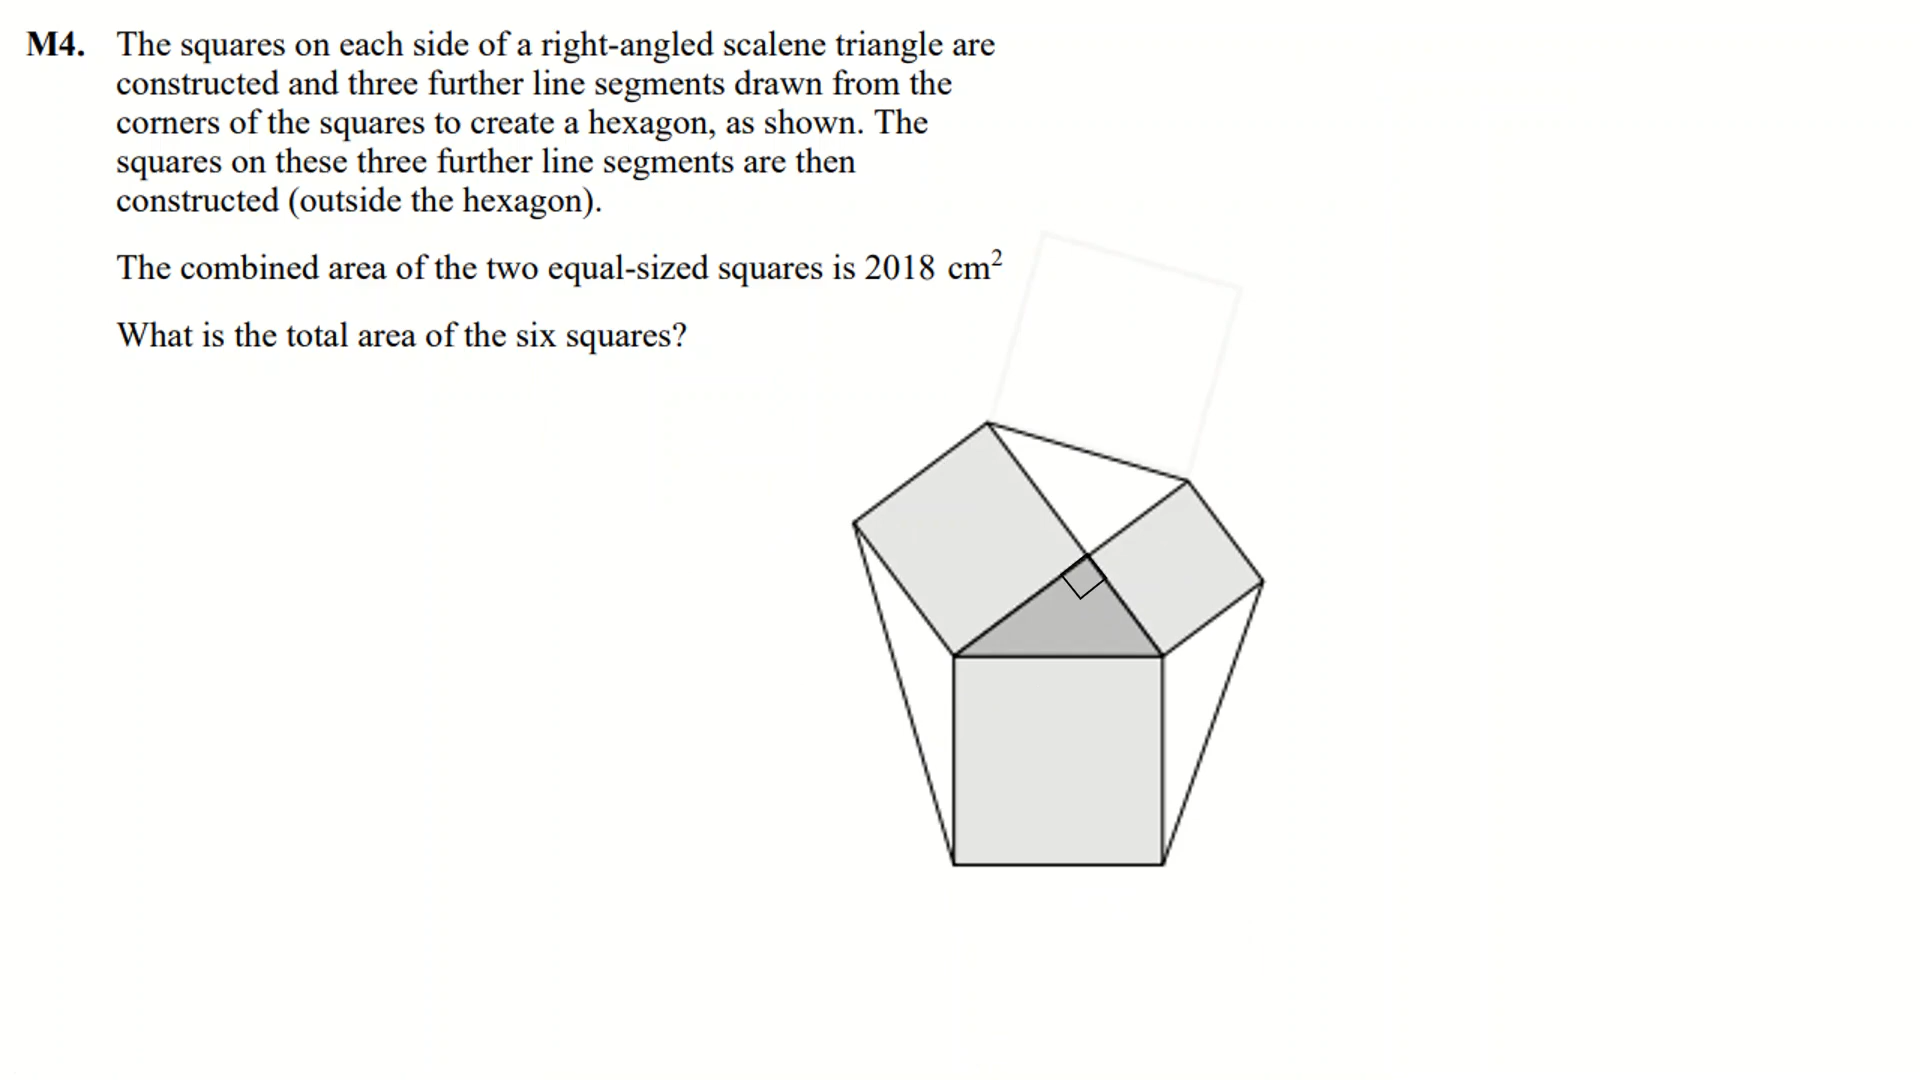 M4. The squares on each side of a right-angled scalene triangle are
constructed and three further line segments drawn from the
corners of the squares to create a hexagon, as shown. The
squares on these three further line segments are then
constructed (outside the hexagon).
The combined area of the two equal-sized squares is 2018 cm²
What is the total area of the six squares?